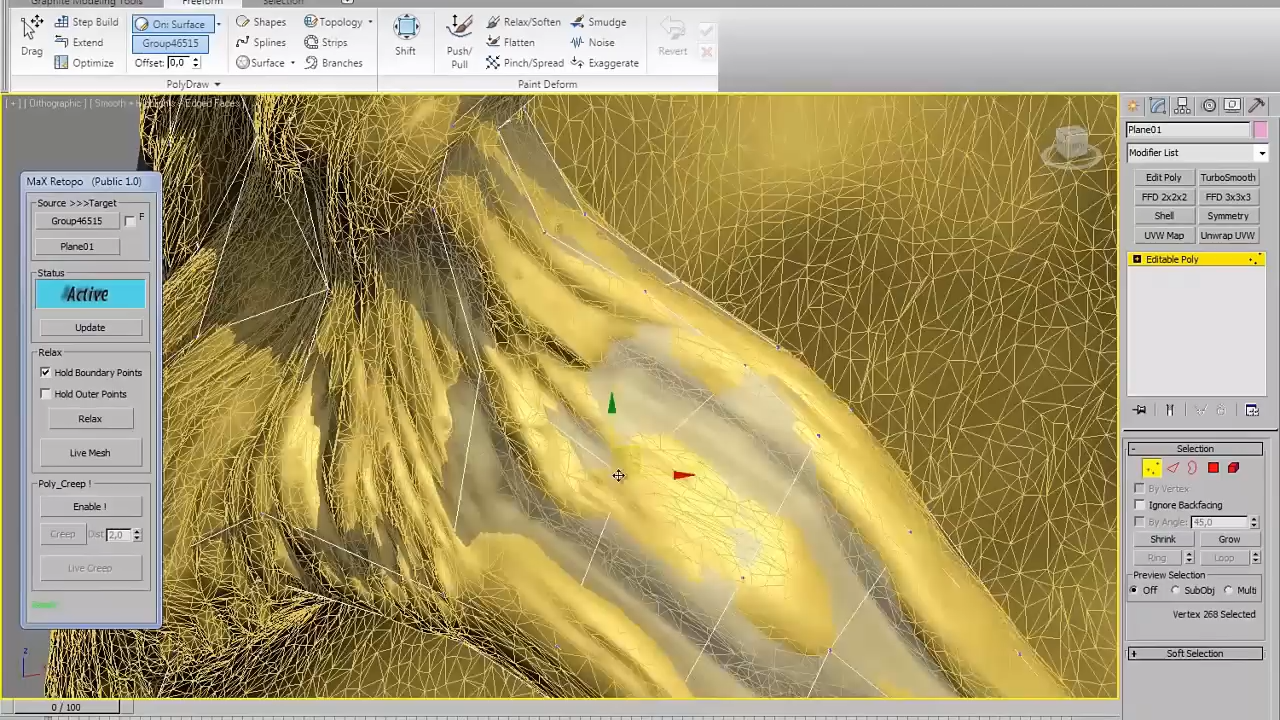 Graphite Modeling Tools Freeform Selection
Drag
Step Build
Extend
Optimize
On: Surface
Group46515
Offset: 0,0
Shapes
Splines
Surface
Topology
Strips
Branches
PolyDraw
Shift
Push/
Pull
Relax/Soften
Flatten
Pinch/Spread
Smudge
Noise
Exaggerate
Paint Deform
Revert
[ + ] [ Orthographic ] [ Smooth + Highlights + Edged Faces ]
MaX Retopo (Public 1.0)
Source >>>Target
Group46515
F
Plane01
Status
Active
Update
Relax
Hold Boundary Points
Hold Outer Points
Relax
Live Mesh
Poly_Creep !
Enable !
Creep
Dist 2,0
Live Creep
z
0 / 100
Plane01
Modifier List
Edit Poly
TurboSmooth
FFD 2x2x2
FFD 3x3x3
Shell
Symmetry
UVW Map
Unwrap UVW
Editable Poly
Selection
By Vertex
Ignore Backfacing
By Angle: 45,0
Shrink
Grow
Ring
Loop
Preview Selection
Off
SubObj
Multi
Vertex 268 Selected
Soft Selection